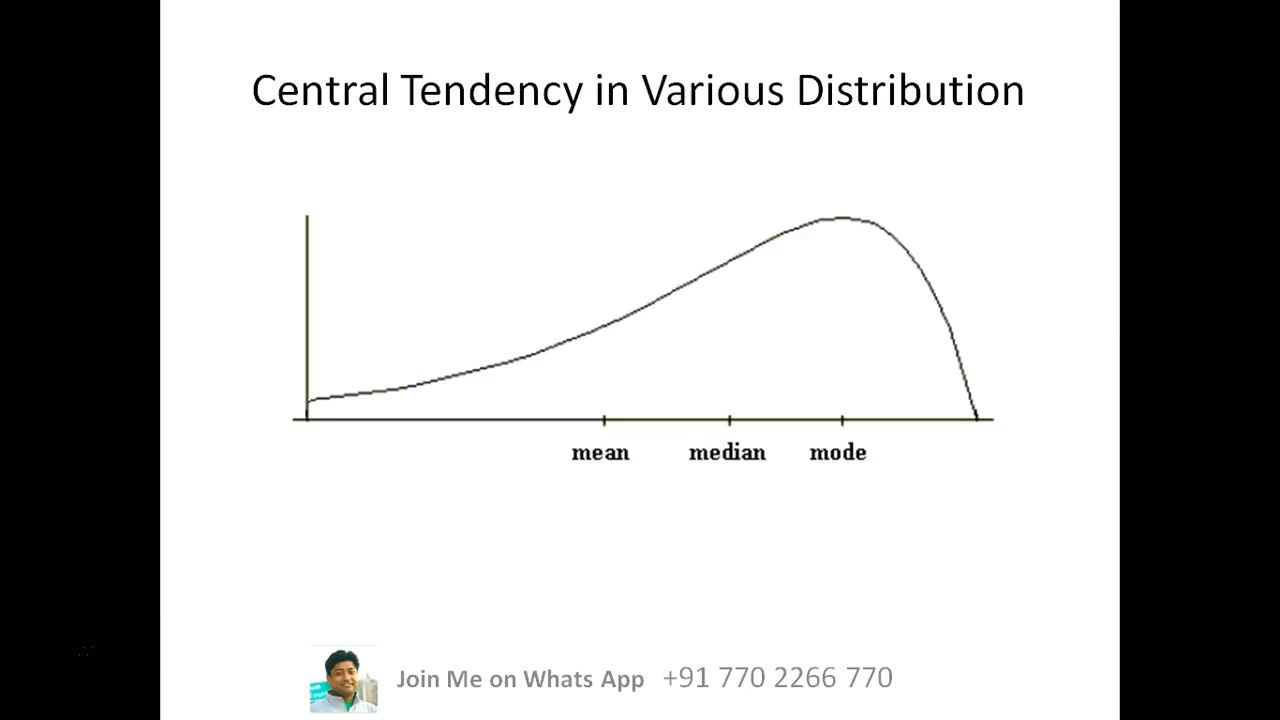 Central Tendency in Various Distribution
mean median mode
Join Me on Whats App +91 770 2266 770